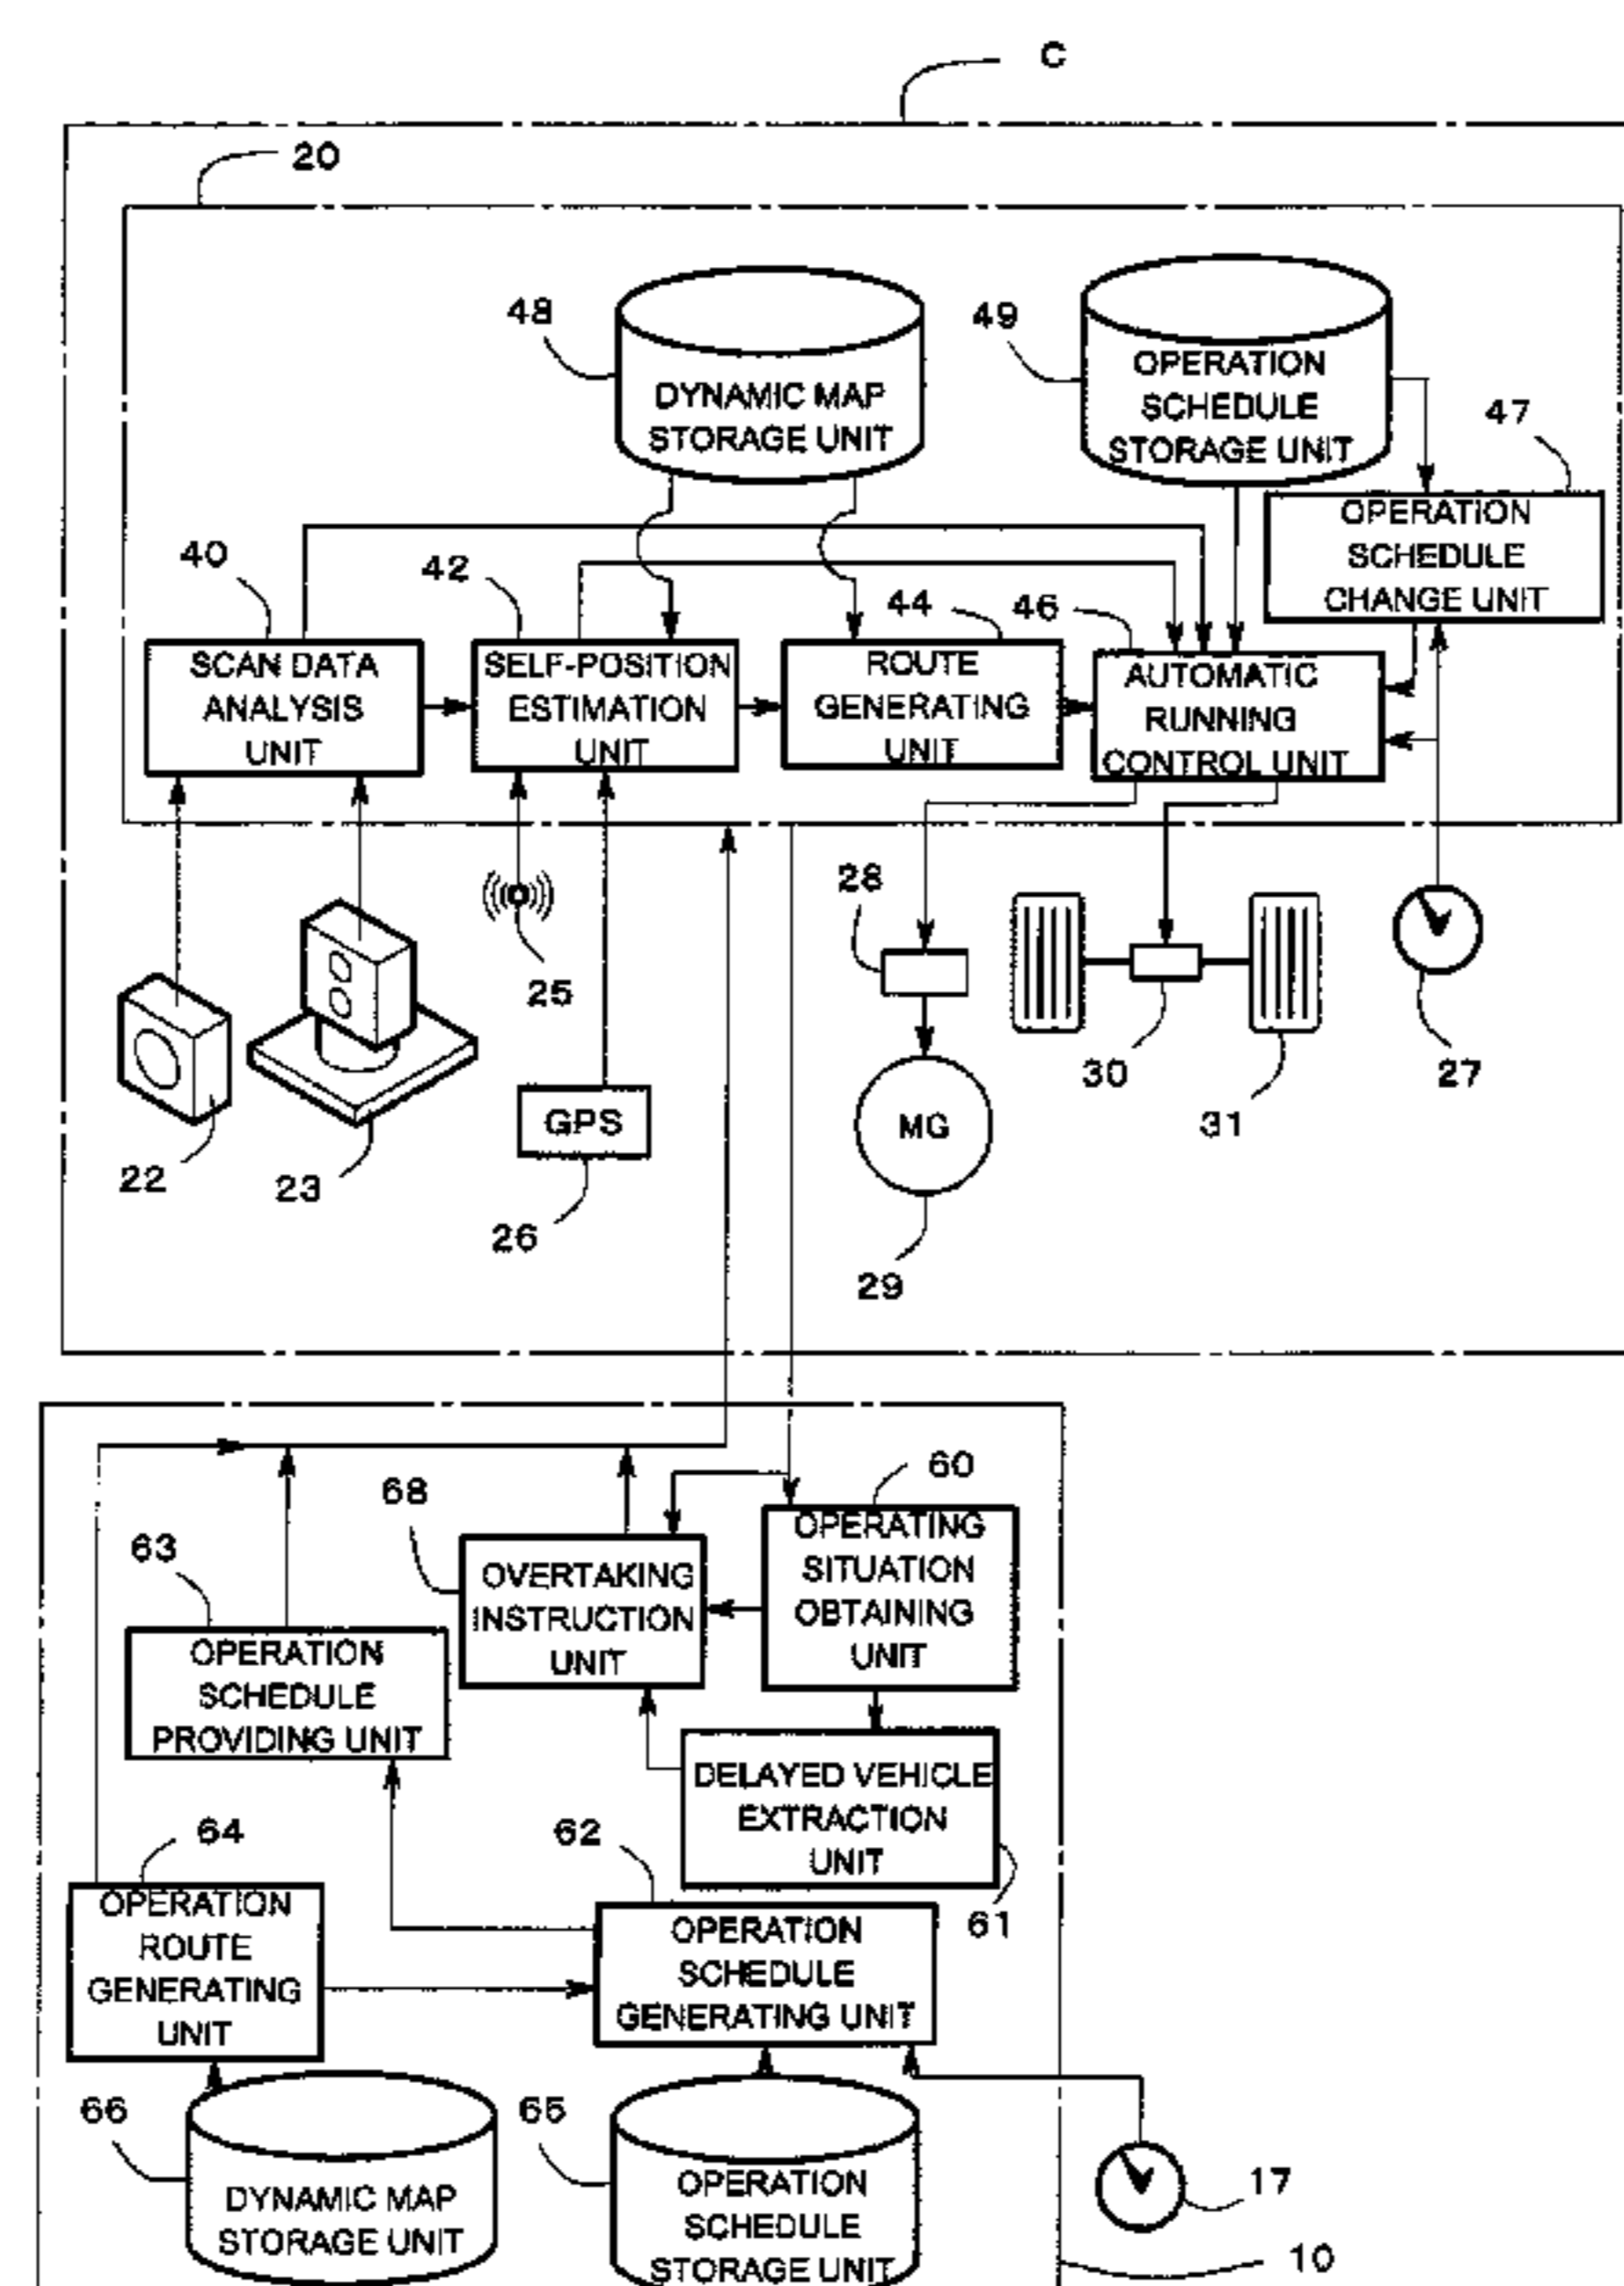 C
20
48
DYNAMIC MAP
STORAGE UNIT
49
OPERATION
SCHEDULE
STORAGE UNIT
47
OPERATION
SCHEDULE
CHANGE UNIT
40
SCAN DATA
ANALYSIS
UNIT
42
SELF-POSITION
ESTIMATION
UNIT
44
ROUTE
GENERATING
UNIT
46
AUTOMATIC
RUNNING
CONTROL UNIT
22
23
25
GPS
26
28
MG
29
30
31
27
60
OPERATING
SITUATION
OBTAINING
UNIT
68
OVERTAKING
INSTRUCTION
UNIT
63
OPERATION
SCHEDULE
PROVIDING UNIT
DELAYED VEHICLE
EXTRACTION
UNIT
61
64
OPERATION
ROUTE
GENERATING
UNIT
62
OPERATION
SCHEDULE
GENERATING UNIT
66
DYNAMIC MAP
STORAGE UNIT
65
OPERATION
SCHEDULE
STORAGE UNIT
17
10